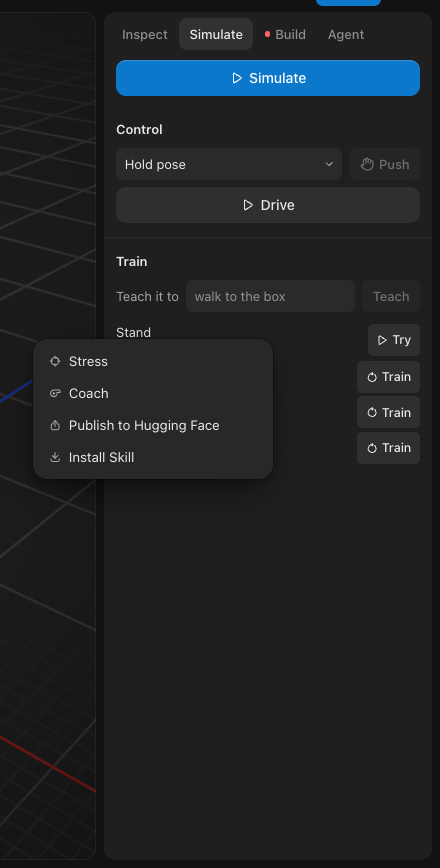 Inspect Simulate Build Agent
Simulate
Control
Hold pose Push
Drive
Train
Teach it to walk to the box Teach
Stand Try
Stress
Train
Coach
Train
Publish to Hugging Face
Train
Install Skill